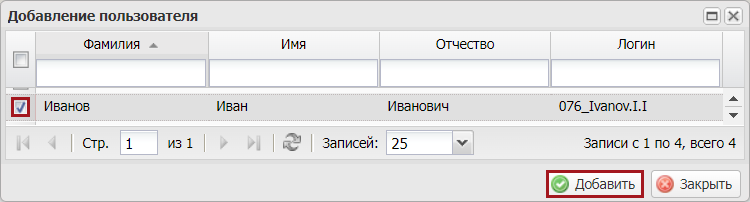 Добавление пользователя
Фамилия Имя Отчество Логин
Иванов Иван Иванович 076_Ivanov.I.I
Стр. 1 из 1 Записей: 25 Записи с 1 по 4, всего 4
Добавить Закрыть